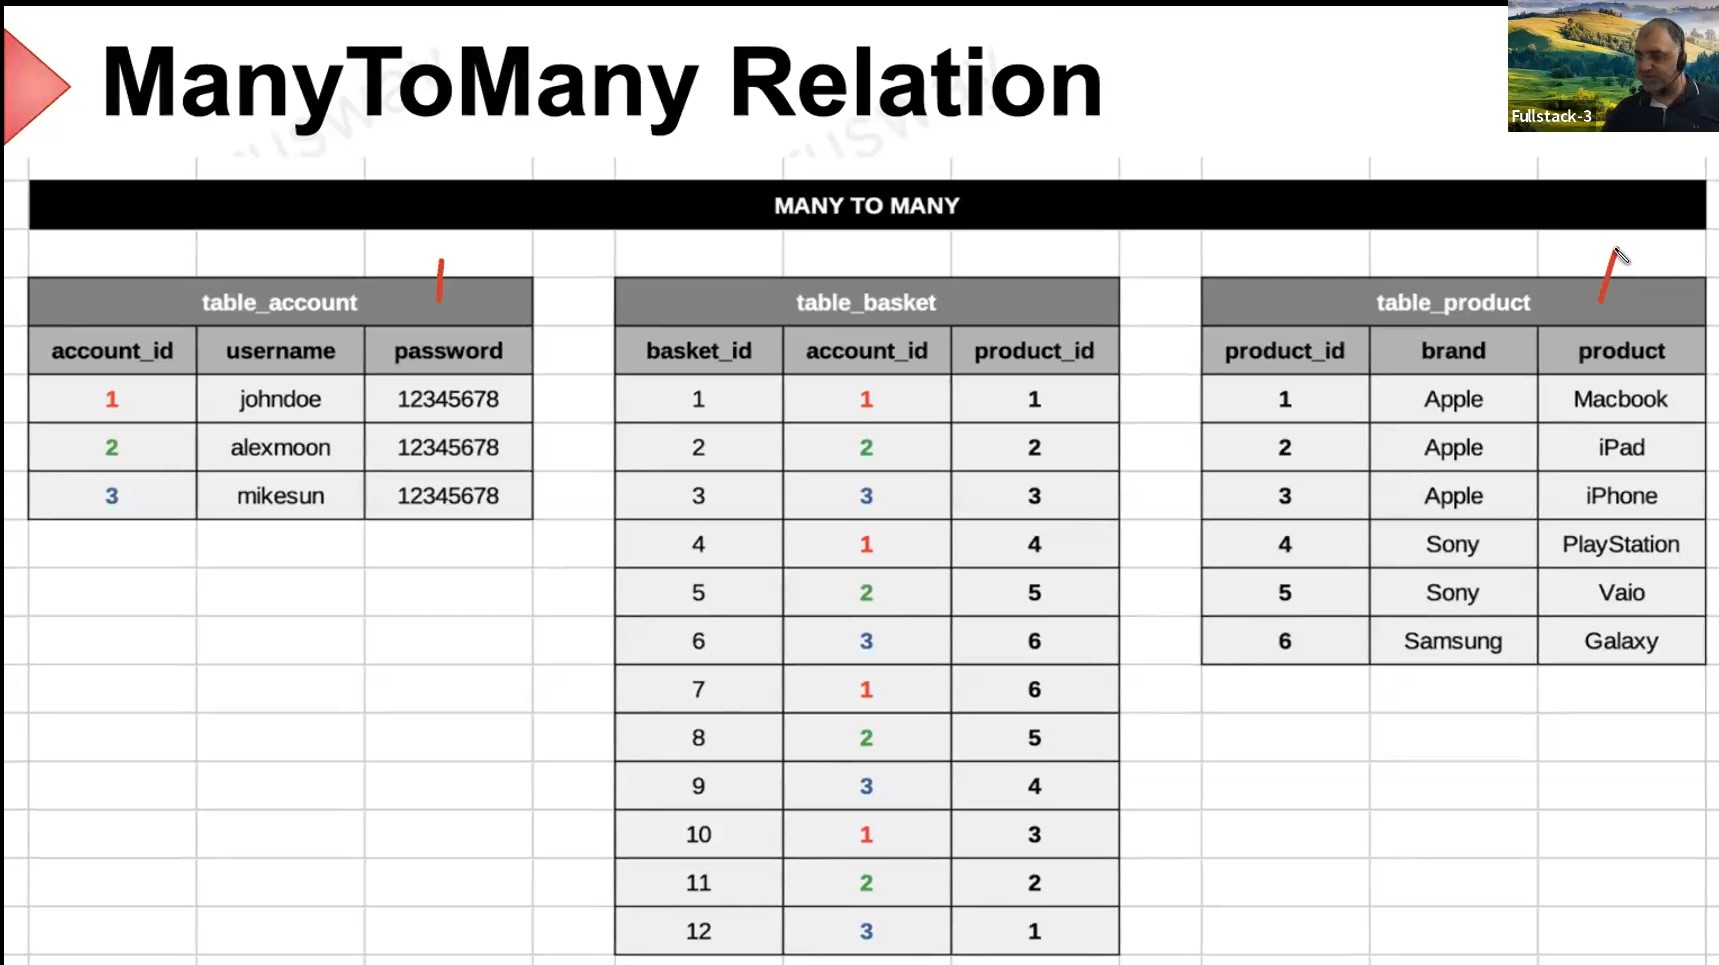 ManyToMany Relation
Fullstack-3
MANY TO MANY
table_account
account_id username password
1 johndoe 12345678
2 alexmoon 12345678
3 mikesun 12345678
table_basket
basket_id account_id product_id
1 1 1
2 2 2
3 3 3
4 1 4
5 2 5
6 3 6
7 1 6
8 2 5
9 3 4
10 1 3
11 2 2
12 3 1
table_product
product_id brand product
1 Apple Macbook
2 Apple iPad
3 Apple iPhone
4 Sony PlayStation
5 Sony Vaio
6 Samsung Galaxy